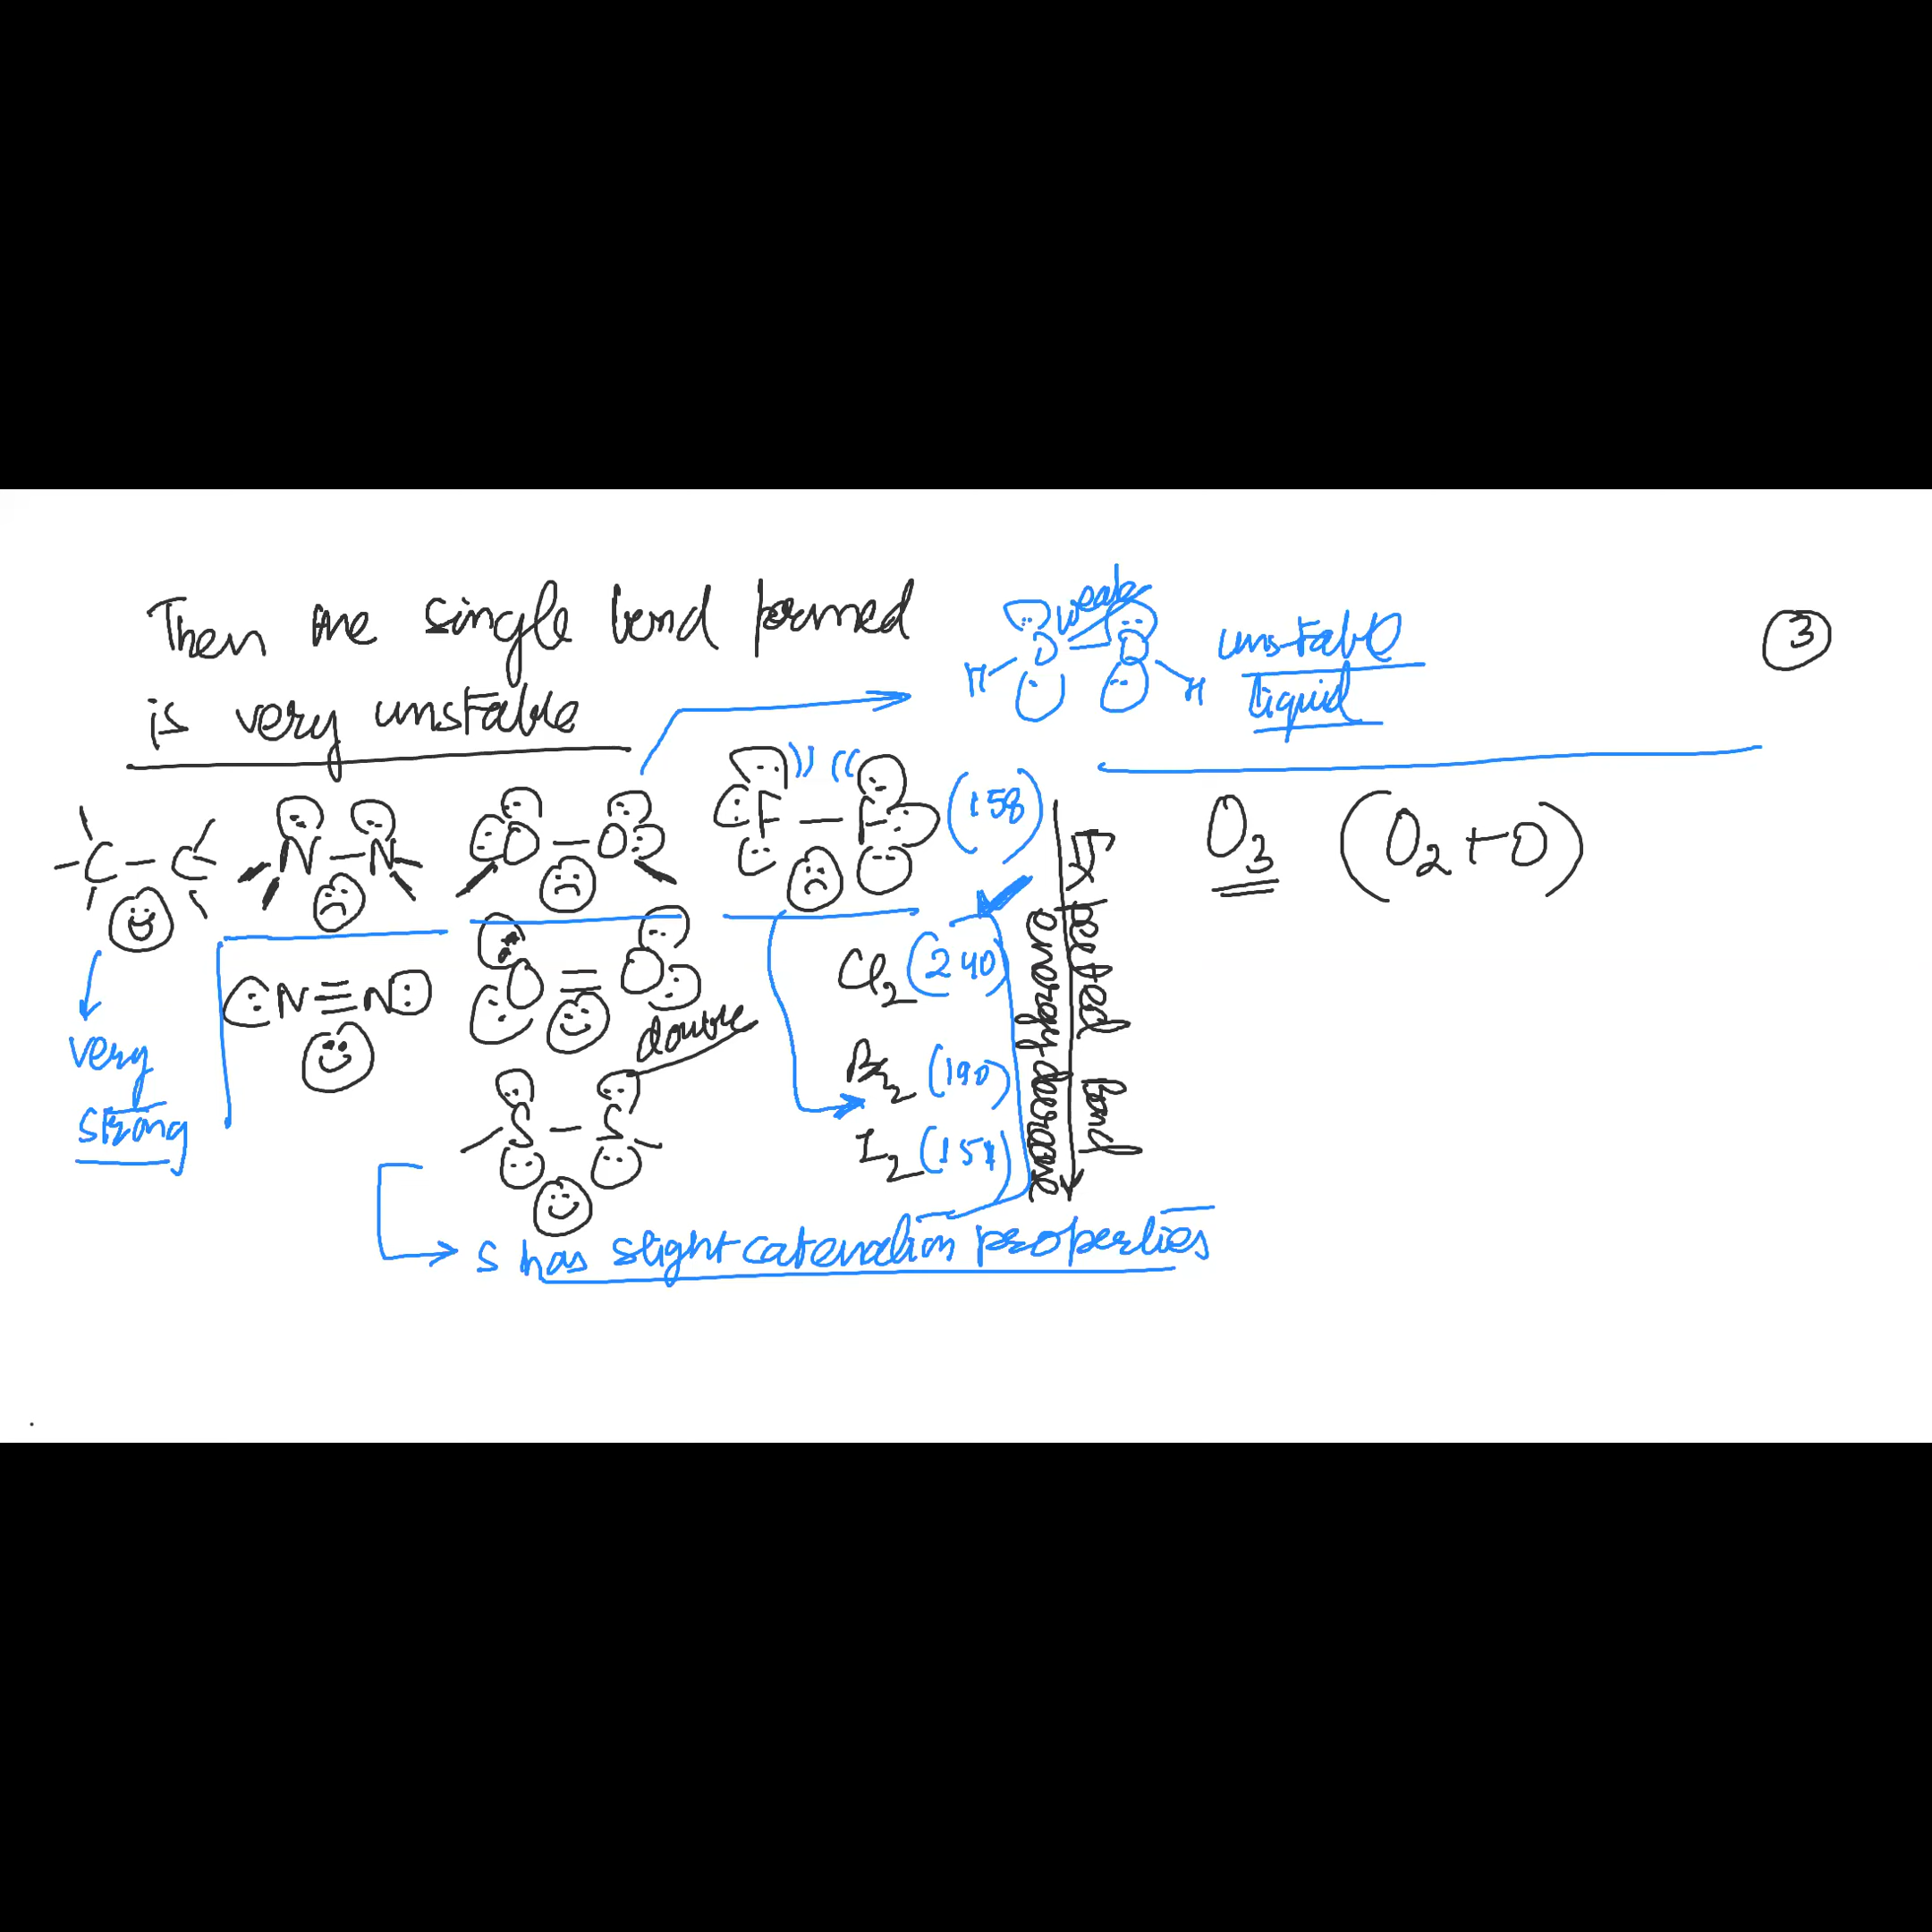 Then the single bond formed
is very unstable
weak
H O O H
unstable
liquid
3
C - C N - N O - O F - F (158)
O3 (O2 + O)
N≡N O = O
Cl2 (240)
double
very
strong
Br2 (190)
S - S
I2 (151)
bond
energy decrease
S has slight catenation properties